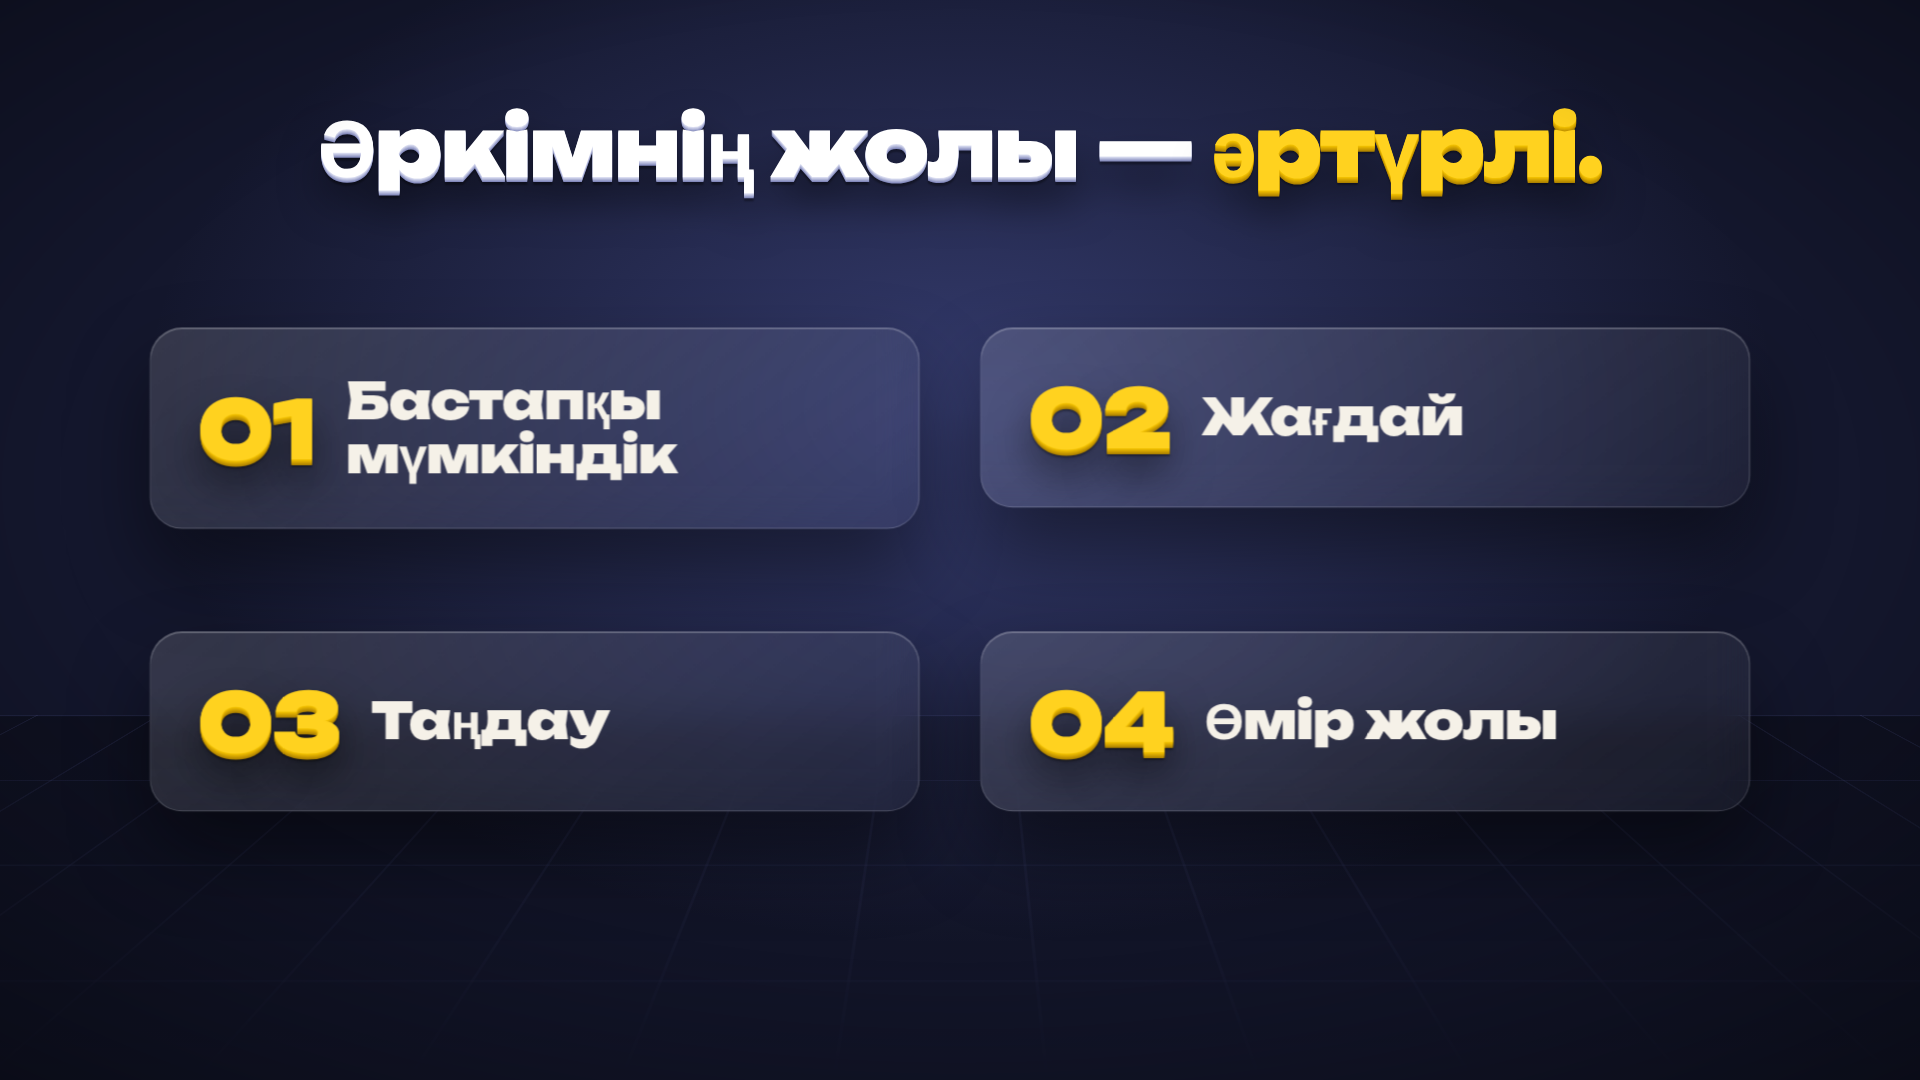 Әркімнің жолы — әртүрлі.
01 Бастапқы
мүмкіндік
02 Жағдай
03 Таңдау
04 Өмір жолы